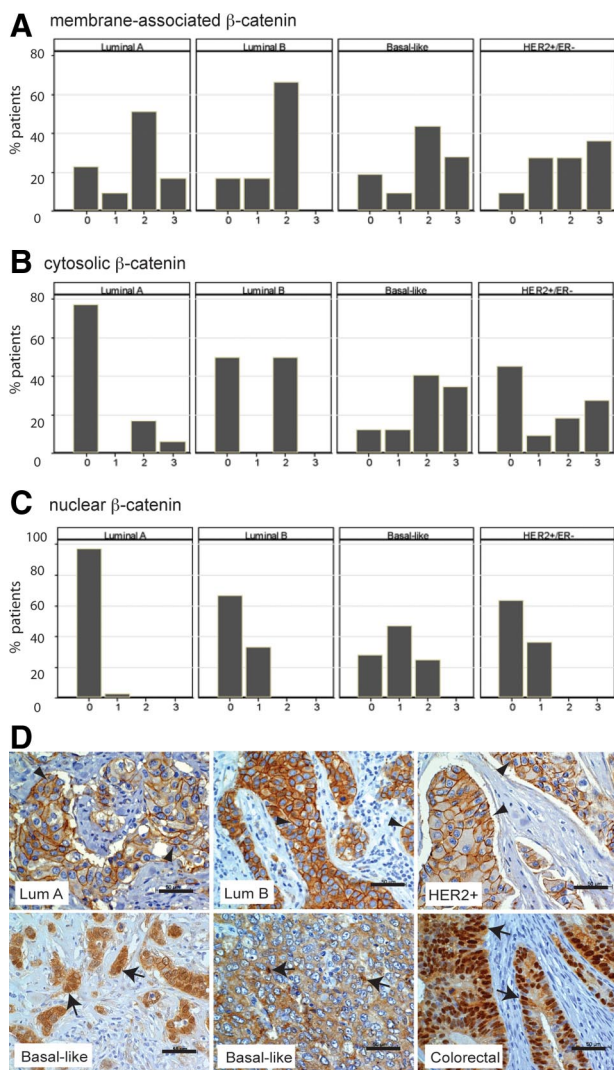 A membrane-associated β-catenin
Luminal A Luminal B Basal-like HER2+/ER-
% patients
80
60
40
20
0
0 1 2 3 0 1 2 3 0 1 2 3 0 1 2 3
B cytosolic β-catenin
Luminal A Luminal B Basal-like HER2+/ER-
% patients
80
60
40
20
0
0 1 2 3 0 1 2 3 0 1 2 3 0 1 2 3
C nuclear β-catenin
Luminal A Luminal B Basal-like HER2+/ER-
% patients
100
80
60
40
20
0
0 1 2 3 0 1 2 3 0 1 2 3 0 1 2 3
D
Lum A Lum B HER2+
Basal-like Basal-like Colorectal